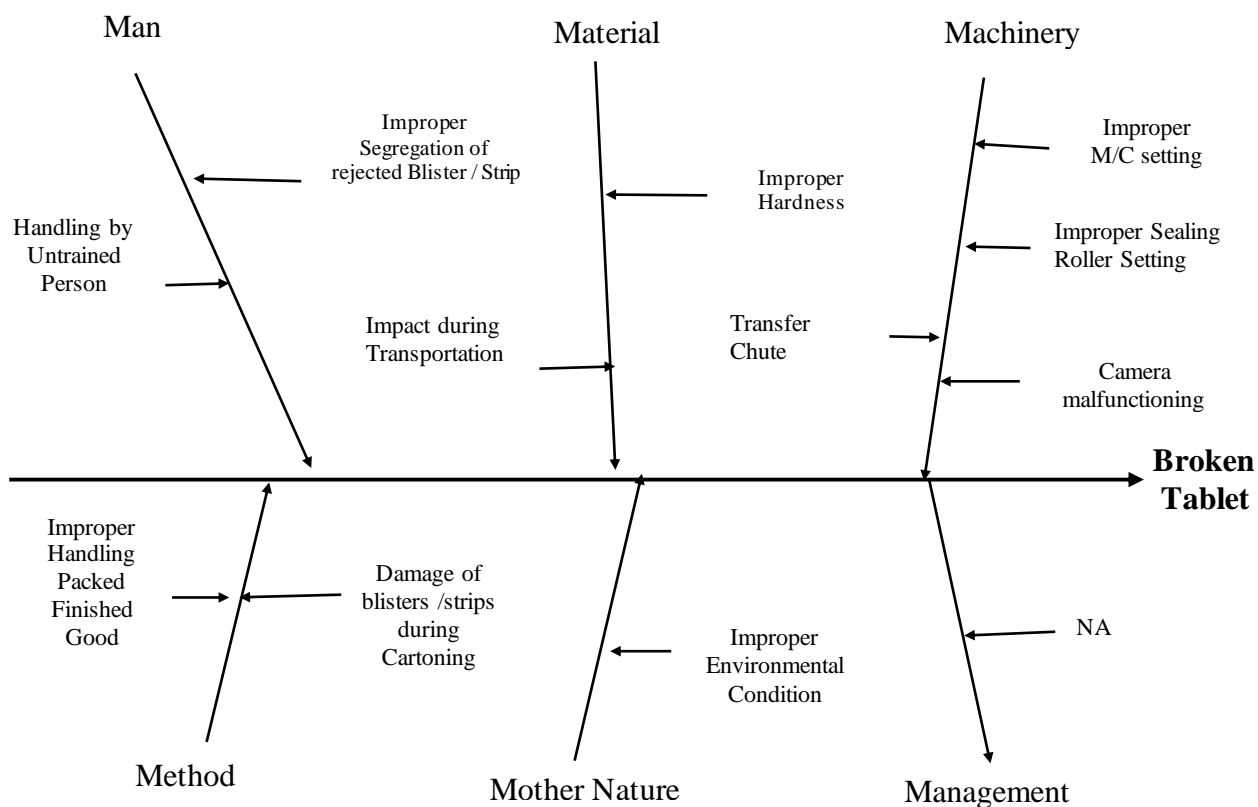 Man
Material
Machinery
Improper
Segregation of
rejected Blister / Strip
Handling by
Untrained
Person
Improper
Hardness
Impact during
Transportation
Improper
M/C setting
Improper Sealing
Roller Setting
Transfer
Chute
Camera
malfunctioning
Broken
Tablet
Improper
Handling
Packed
Finished
Good
Damage of
blisters /strips
during
Cartoning
Improper
Environmental
Condition
NA
Method
Mother Nature
Management